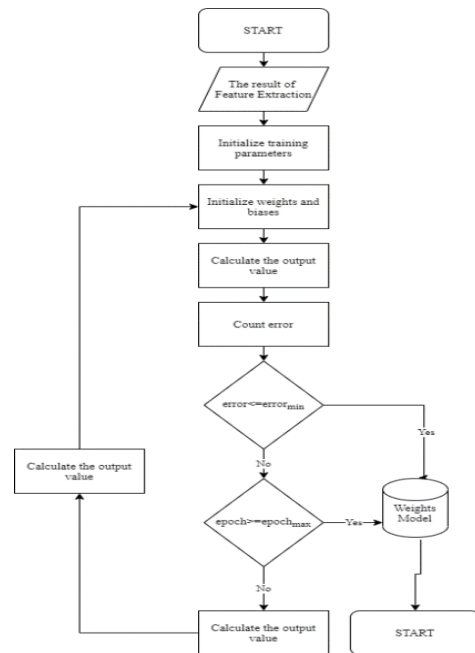 START
The result of
Feature Extraction
Initialize training
parameters
Initialize weights and
biases
Calculate the output
value
Count error
error<=error_min
Yes
No
Calculate the output
value
epoch>=epoch_max
Yes
Weights
Model
No
Calculate the output
value
START